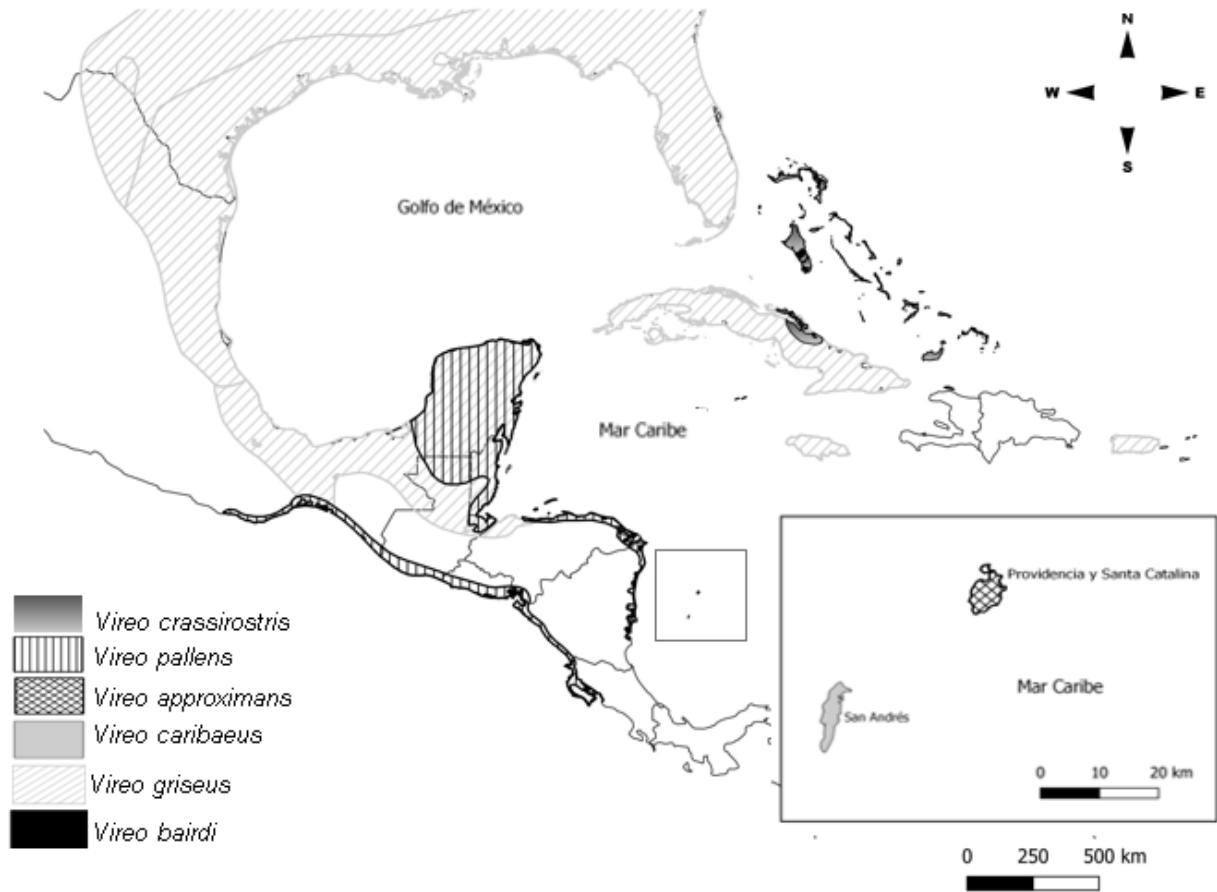 N
W E
S
Golfo de México
Mar Caribe
Vireo crassirostris
Vireo pallens
Vireo approximans
Vireo caribaeus
Vireo griseus
Vireo bairdi
Providencia y Santa Catalina
Mar Caribe
San Andrés
0 10 20 km
0 250 500 km